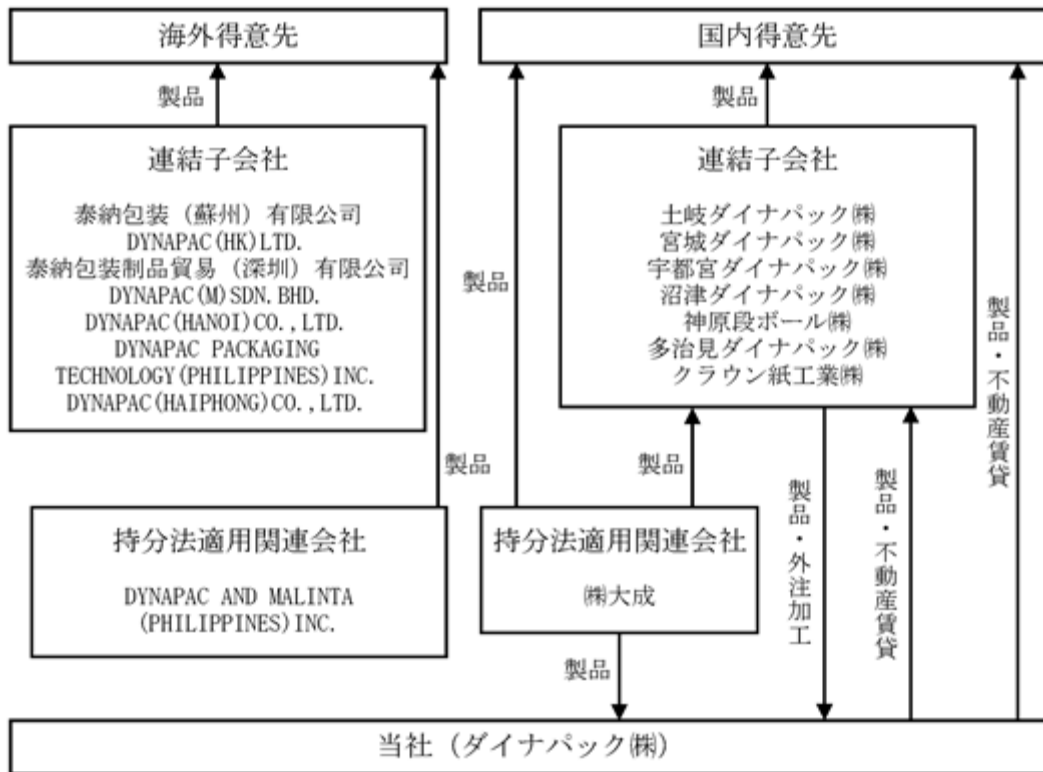 海外得意先
国内得意先
製品
製品
連結子会社
泰納包装（蘇州）有限公司
DYNAPAC(HK)LTD.
泰納包装制品貿易（深圳）有限公司
DYNAPAC(M)SDN.BHD.
DYNAPAC(HANOI)CO.,LTD.
DYNAPAC PACKAGING
TECHNOLOGY(PHILIPPINES)INC.
DYNAPAC(HAIPHONG)CO.,LTD.
製品
連結子会社
土岐ダイナパック㈱
宮城ダイナパック㈱
宇都宮ダイナパック㈱
沼津ダイナパック㈱
神原段ボール㈱
多治見ダイナパック㈱
クラウン紙工業㈱
製品・不動産賃貸
製品
製品
製品・外注加工
製品・不動産賃貸
持分法適用関連会社
DYNAPAC AND MALINTA
(PHILIPPINES)INC.
持分法適用関連会社
㈱大成
製品
当社（ダイナパック㈱）